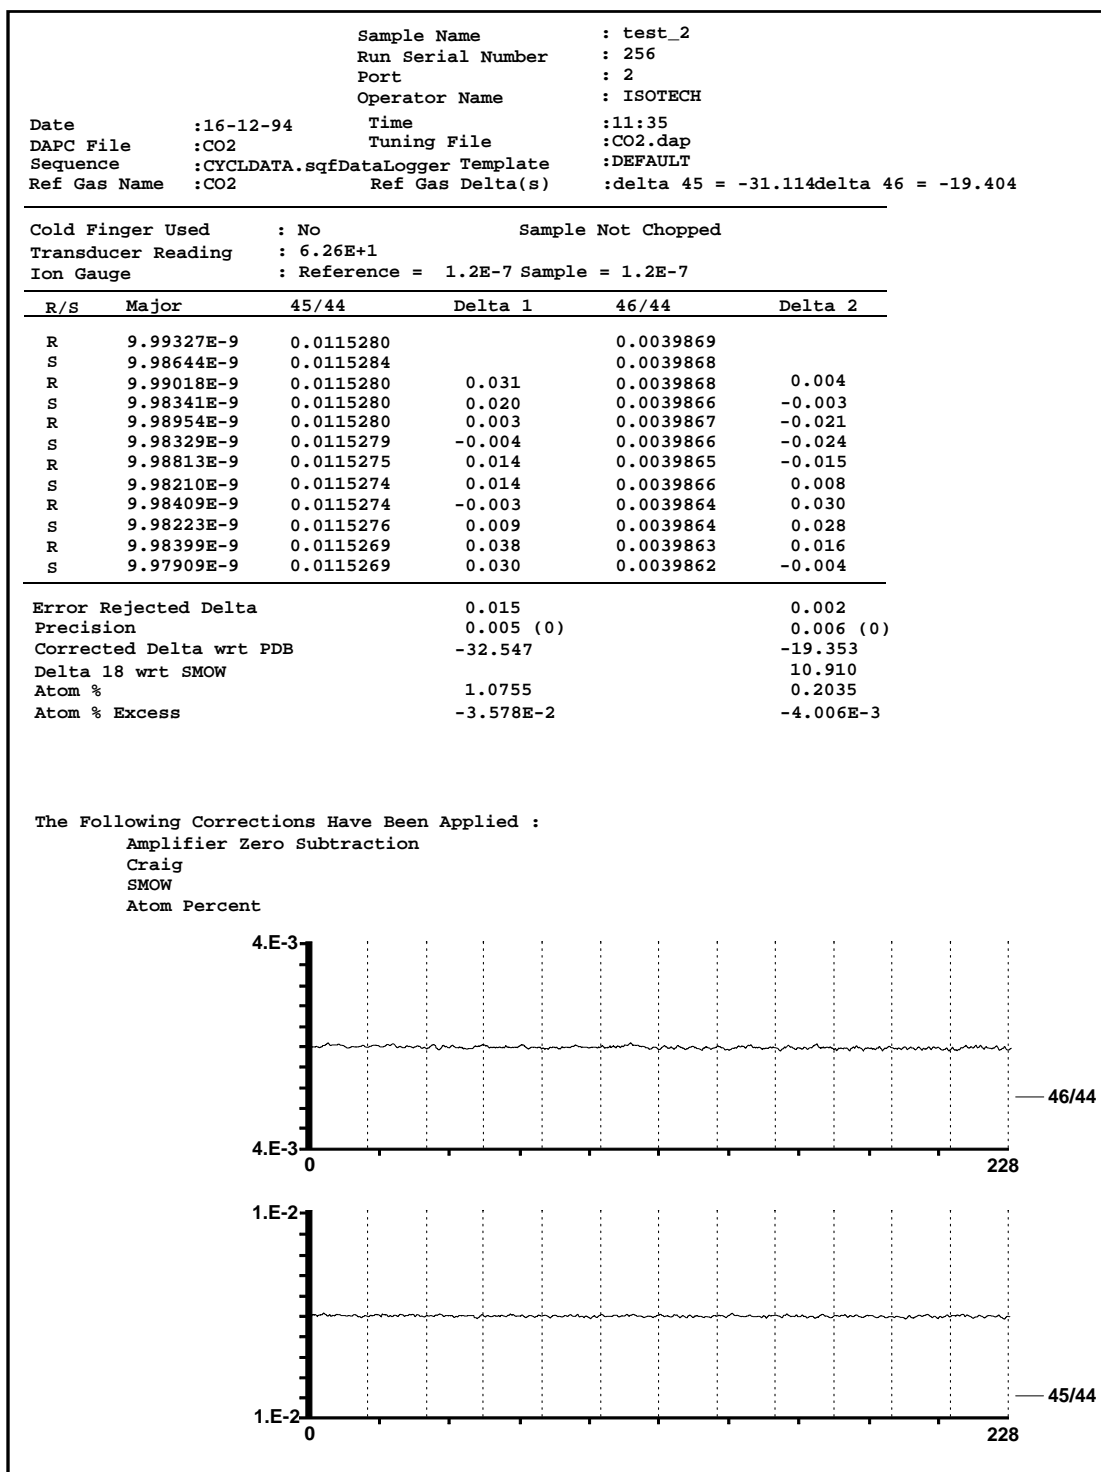 Sample Name : test_2
Run Serial Number : 256
Port : 2
Operator Name : ISOTECH
Date :16-12-94 Time :11:35
DAPC File :CO2 Tuning File :CO2.dap
Sequence :CYCLDATA.sqfDataLogger Template :DEFAULT
Ref Gas Name :CO2 Ref Gas Delta(s) :delta 45 = -31.114delta 46 = -19.404
Cold Finger Used : No Sample Not Chopped
Transducer Reading : 6.26E+1
Ion Gauge : Reference = 1.2E-7 Sample = 1.2E-7
R/S Major 45/44 Delta 1 46/44 Delta 2
R 9.99327E-9 0.0115280 0.0039869
S 9.98644E-9 0.0115284 0.0039868
R 9.99018E-9 0.0115280 0.031 0.0039868 0.004
S 9.98341E-9 0.0115280 0.020 0.0039866 -0.003
R 9.98954E-9 0.0115280 0.003 0.0039867 -0.021
S 9.98329E-9 0.0115279 -0.004 0.0039866 -0.024
R 9.98813E-9 0.0115275 0.014 0.0039865 -0.015
S 9.98210E-9 0.0115274 0.014 0.0039866 0.008
R 9.98409E-9 0.0115274 -0.003 0.0039864 0.030
S 9.98223E-9 0.0115276 0.009 0.0039864 0.028
R 9.98399E-9 0.0115269 0.038 0.0039863 0.016
S 9.97909E-9 0.0115269 0.030 0.0039862 -0.004
Error Rejected Delta 0.015 0.002
Precision 0.005 (0) 0.006 (0)
Corrected Delta wrt PDB -32.547 -19.353
Delta 18 wrt SMOW 10.910
Atom % 1.0755 0.2035
Atom % Excess -3.578E-2 -4.006E-3
The Following Corrections Have Been Applied :
Amplifier Zero Subtraction
Craig
SMOW
Atom Percent
4.E-3
46/44
4.E-3
0 228
1.E-2
45/44
1.E-2
0 228